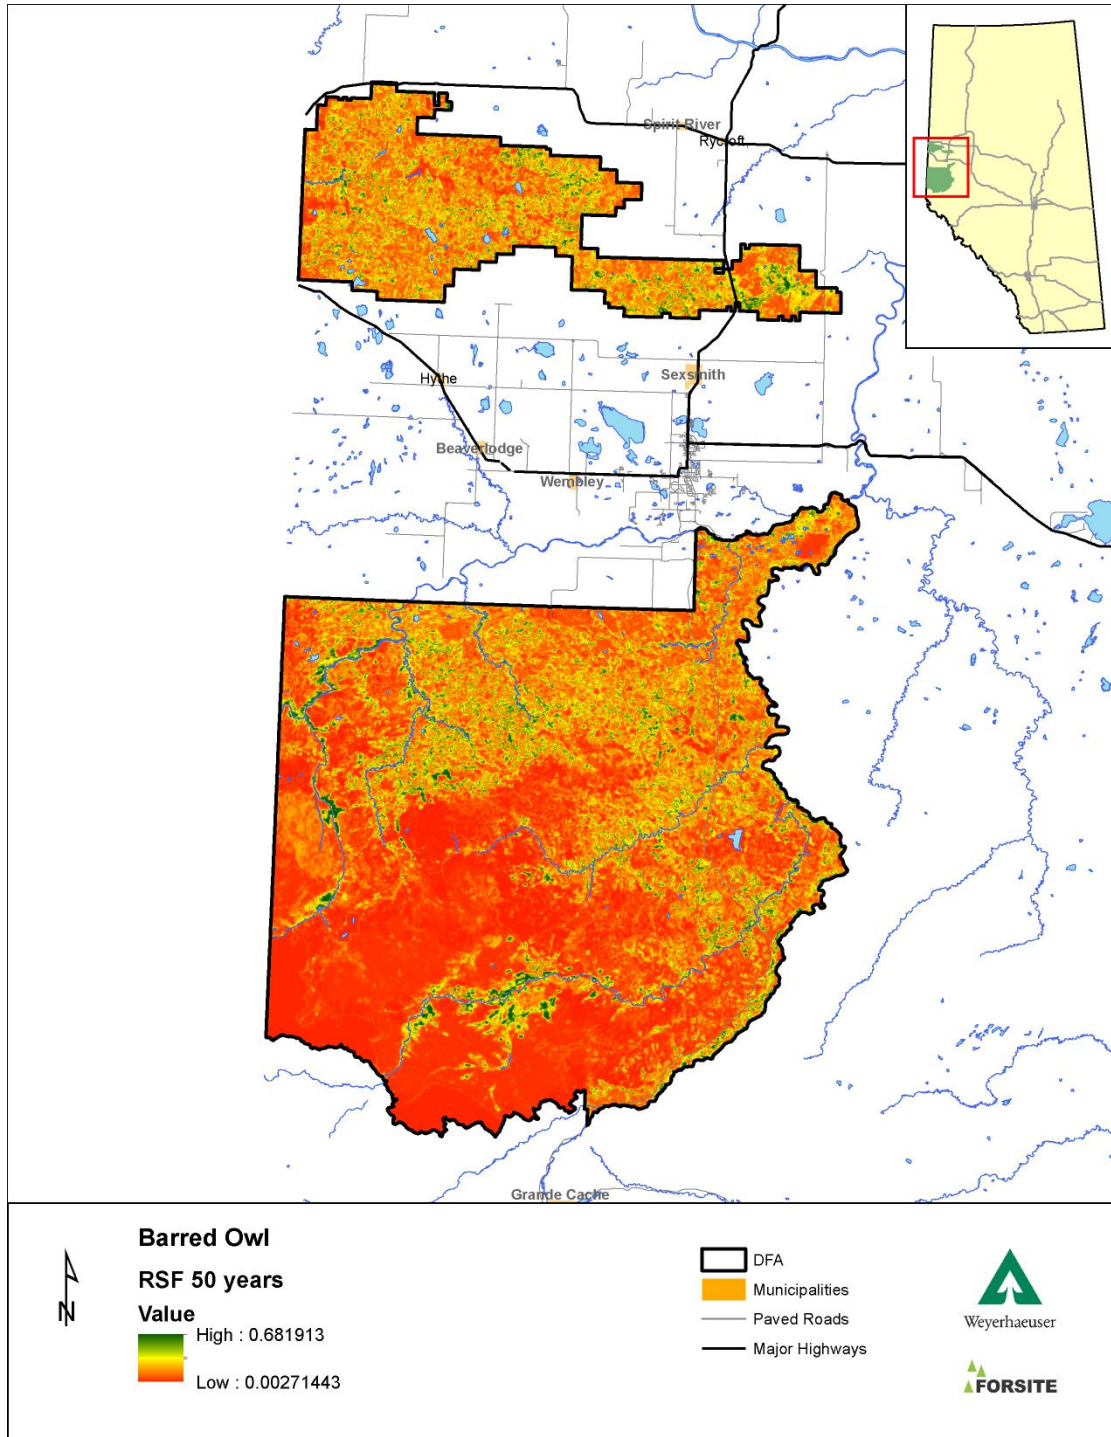 Spirit River
Rycroft
Sexsmith
Hythe
Beaverlodge
Wembley
Grande Cache
N
Barred Owl
RSF 50 years
Value
High : 0.681913
Low : 0.00271443
DFA
Municipalities
Paved Roads
Major Highways
Weyerhaeuser
FORSITE